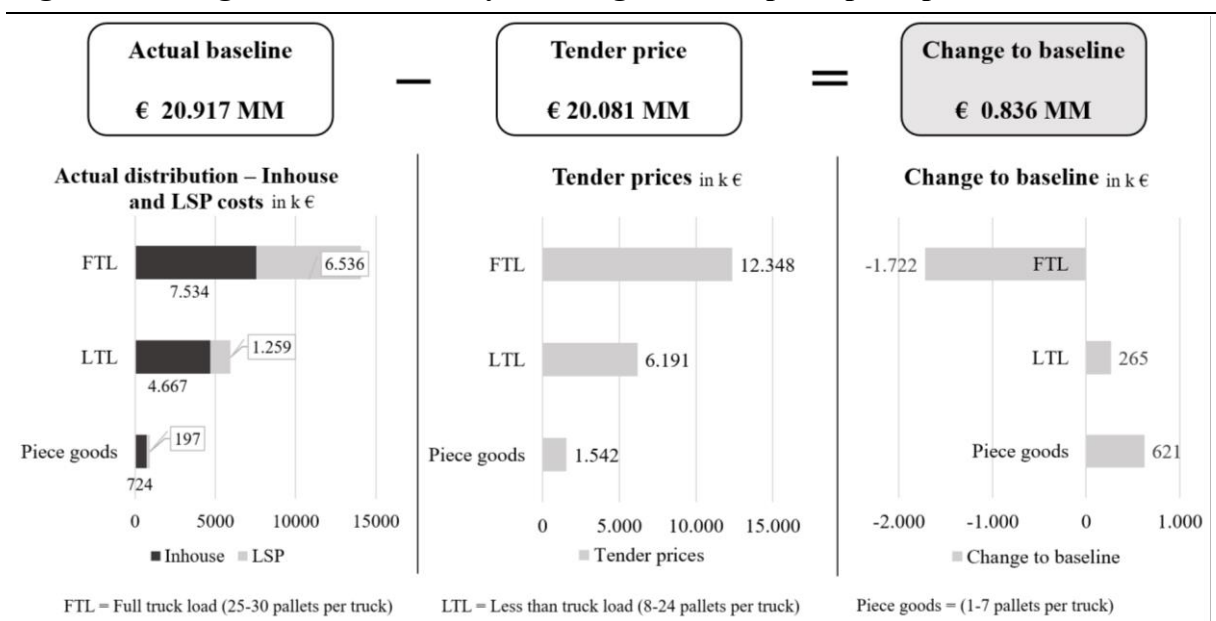 Actual baseline
€ 20.917 MM
–
Tender price
€ 20.081 MM
=
Change to baseline
€ 0.836 MM
Actual distribution – Inhouse
and LSP costs in k €
FTL
6.536
7.534
LTL
1.259
4.667
Piece goods
197
724
0 5000 10000 15000
Inhouse LSP
Tender prices in k €
FTL 12.348
LTL 6.191
Piece goods 1.542
0 5.000 10.000 15.000
Tender prices
Change to baseline in k €
-1.722 FTL
LTL 265
Piece goods 621
-2.000 -1.000 0 1.000
Change to baseline
FTL = Full truck load (25-30 pallets per truck)
LTL = Less than truck load (8-24 pallets per truck)
Piece goods = (1-7 pallets per truck)